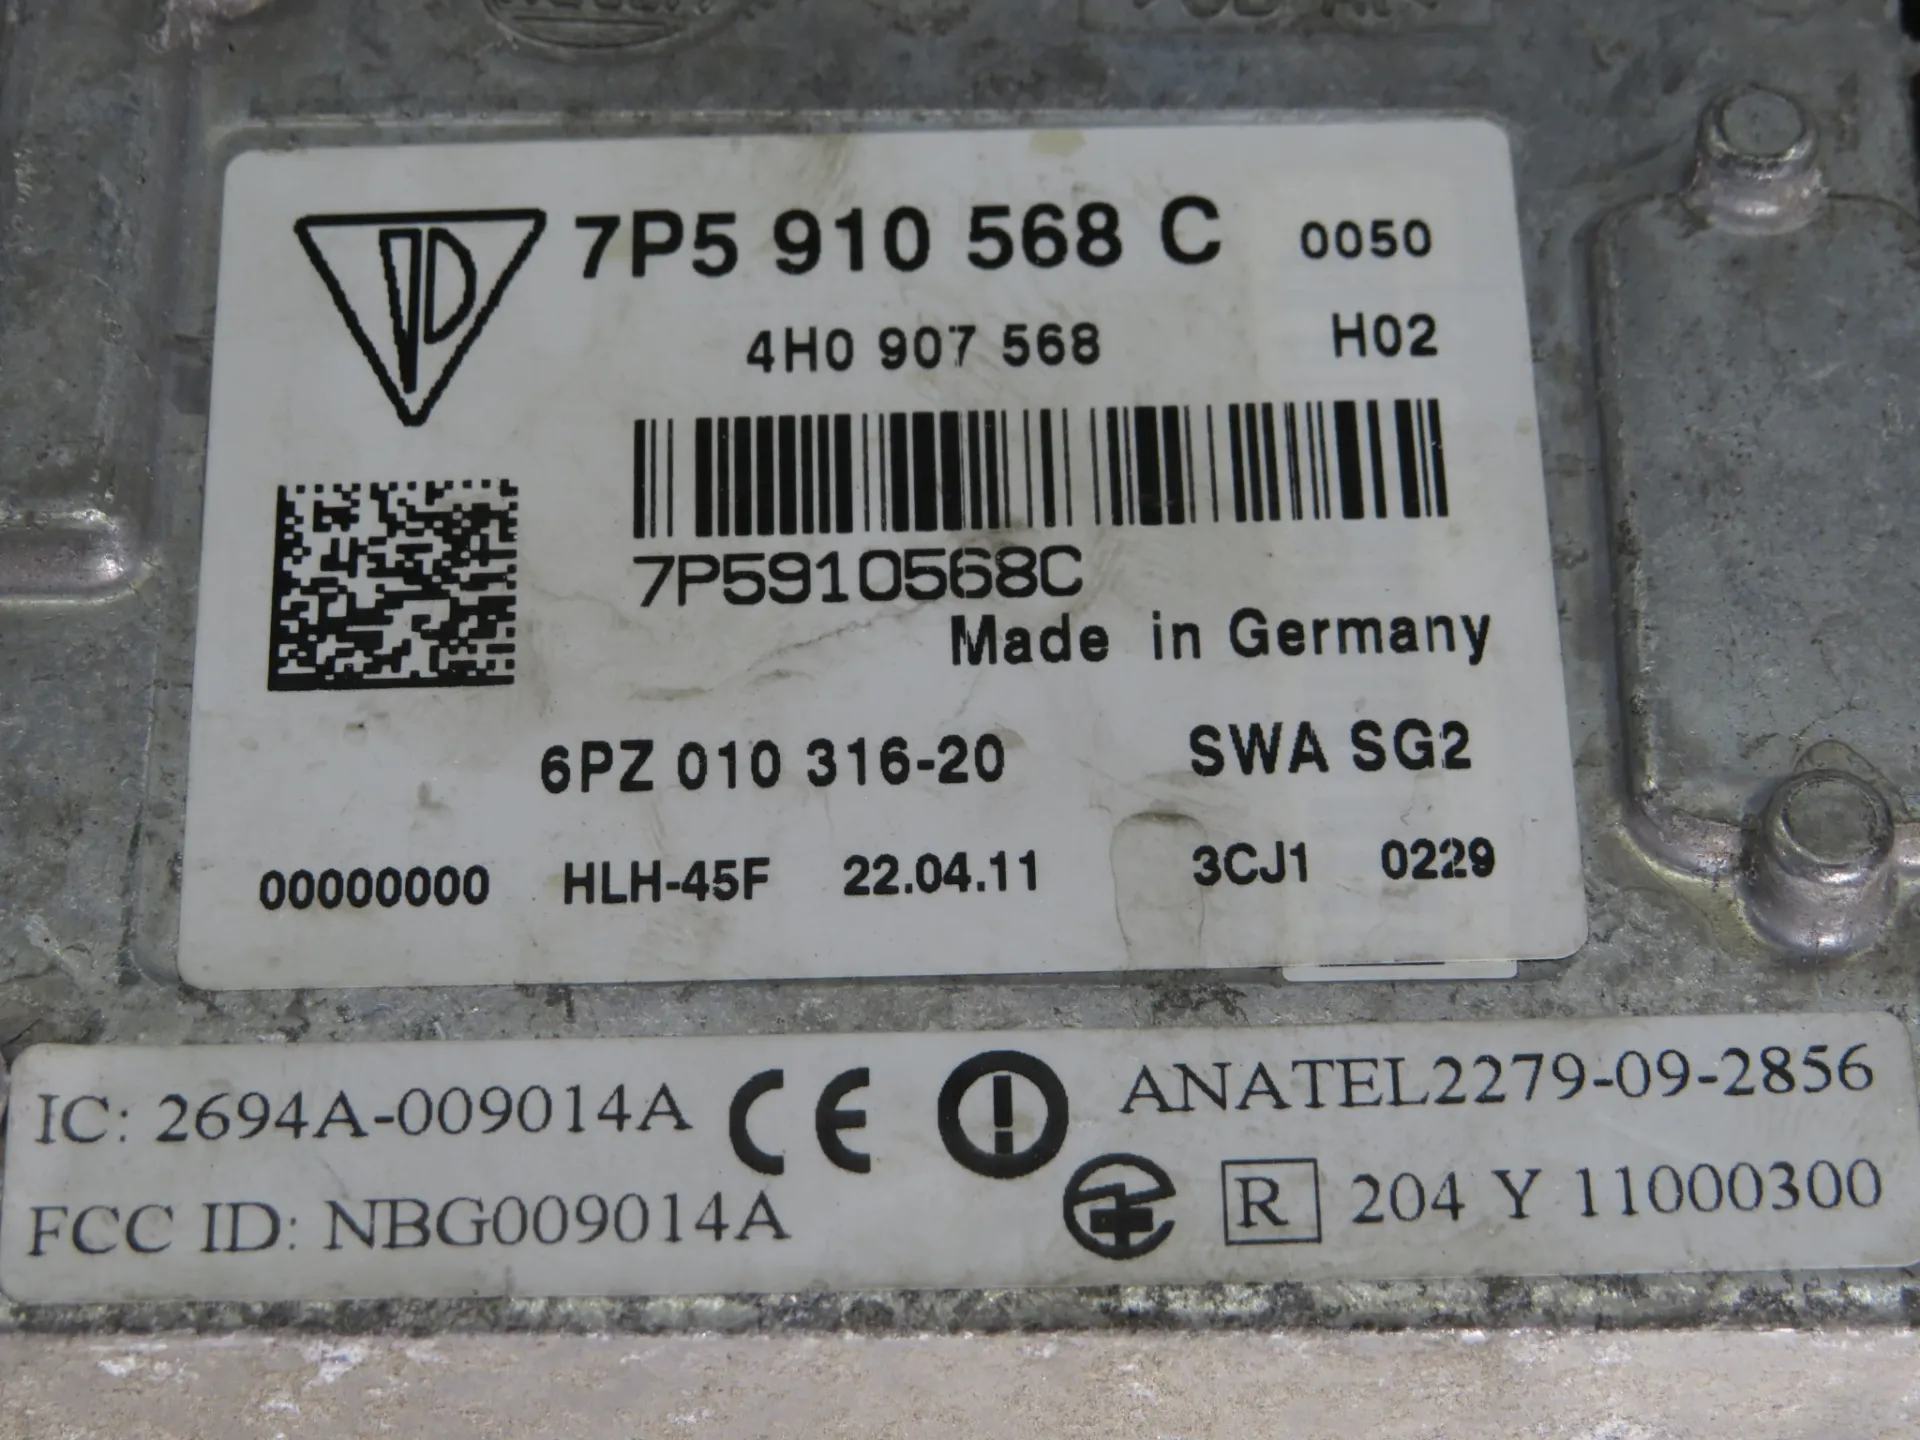 7P5 910 568 C 0050
4H0 907 568 H02
7P5910568C
Made in Germany
6PZ 010 316-20 SWA SG2
00000000 HLH-45F 22.04.11 3CJ1 0229
IC: 2694A-009014A CE ANATEL2279-09-2856
FCC ID: NBG009014A R 204 Y 11000300